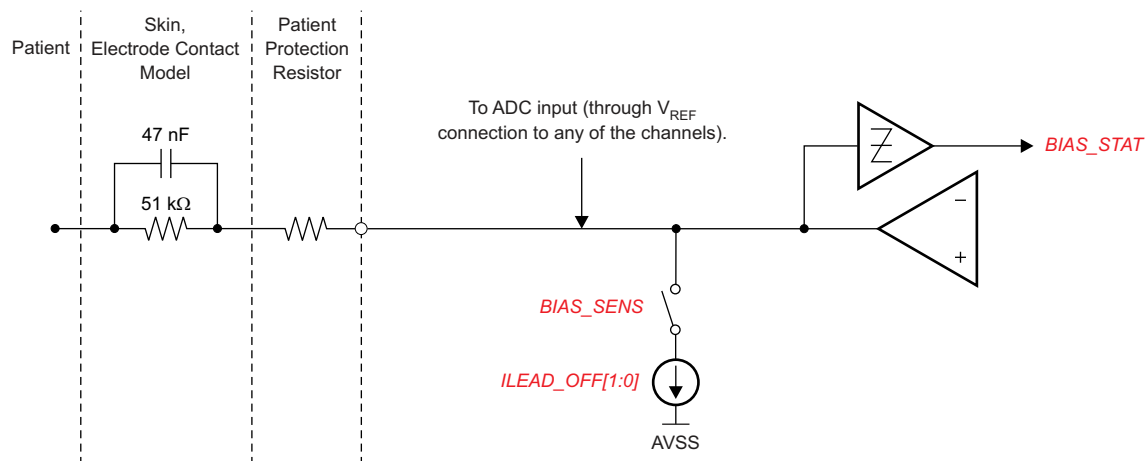 Patient
Skin,
Electrode Contact
Model
Patient
Protection
Resistor
47 nF
51 kΩ
To ADC input (through VREF
connection to any of the channels).
BIAS_STAT
−
+
BIAS_SENS
ILEAD_OFF[1:0]
AVSS